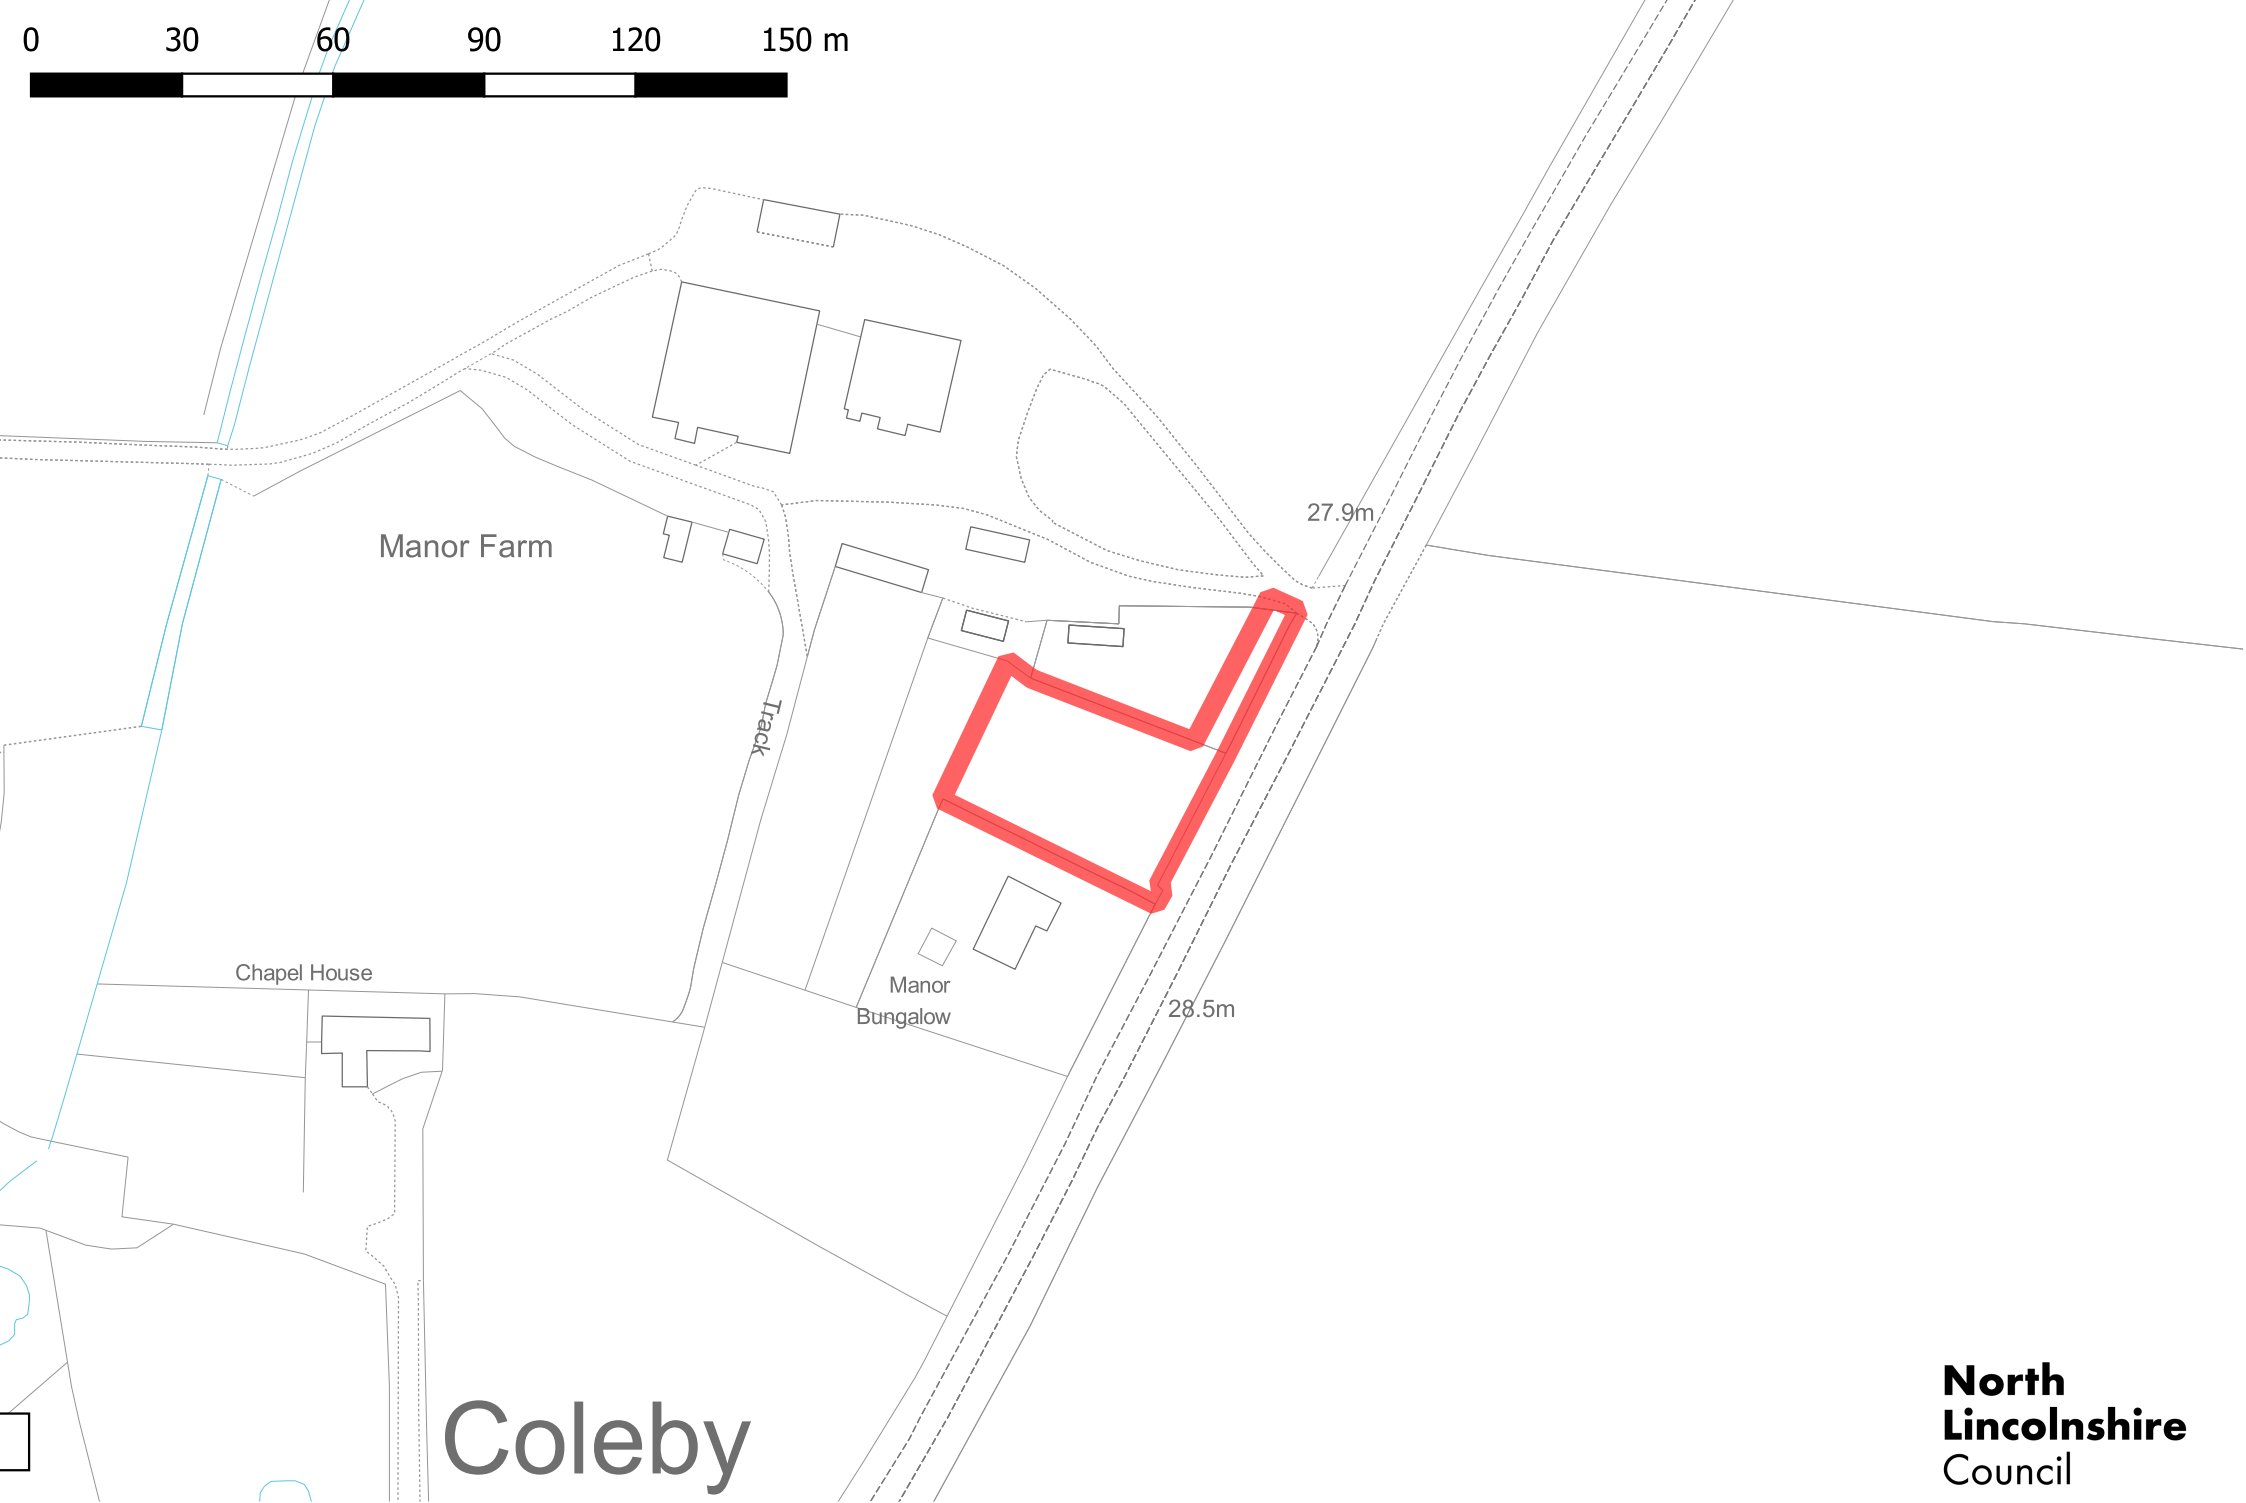 0 30 60 90 120 150 m
27.9m
Manor Farm
Track
Chapel House
Manor
Bungalow
28.5m
Coleby
North
Lincolnshire
Council